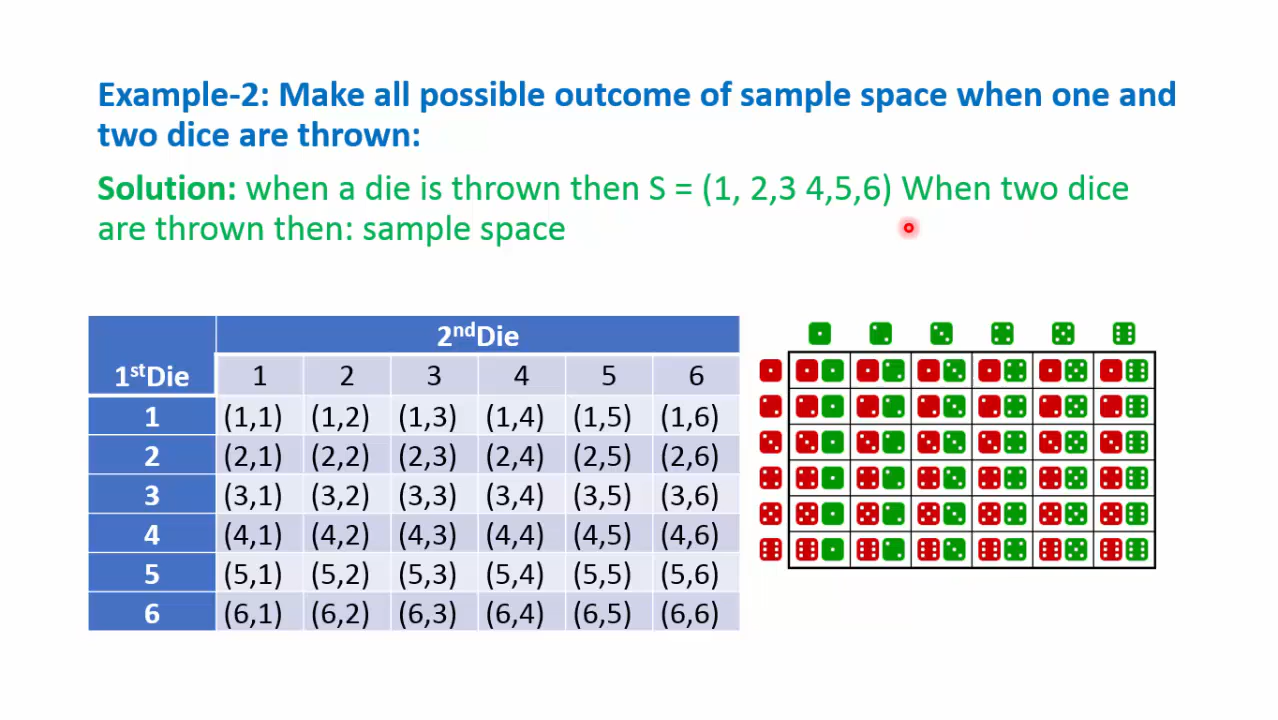 Example-2: Make all possible outcome of sample space when one and
two dice are thrown:
Solution: when a die is thrown then S = (1, 2,3 4,5,6) When two dice
are thrown then: sample space
2ndDie
1stDie 1 2 3 4 5 6
1 (1,1) (1,2) (1,3) (1,4) (1,5) (1,6)
2 (2,1) (2,2) (2,3) (2,4) (2,5) (2,6)
3 (3,1) (3,2) (3,3) (3,4) (3,5) (3,6)
4 (4,1) (4,2) (4,3) (4,4) (4,5) (4,6)
5 (5,1) (5,2) (5,3) (5,4) (5,5) (5,6)
6 (6,1) (6,2) (6,3) (6,4) (6,5) (6,6)